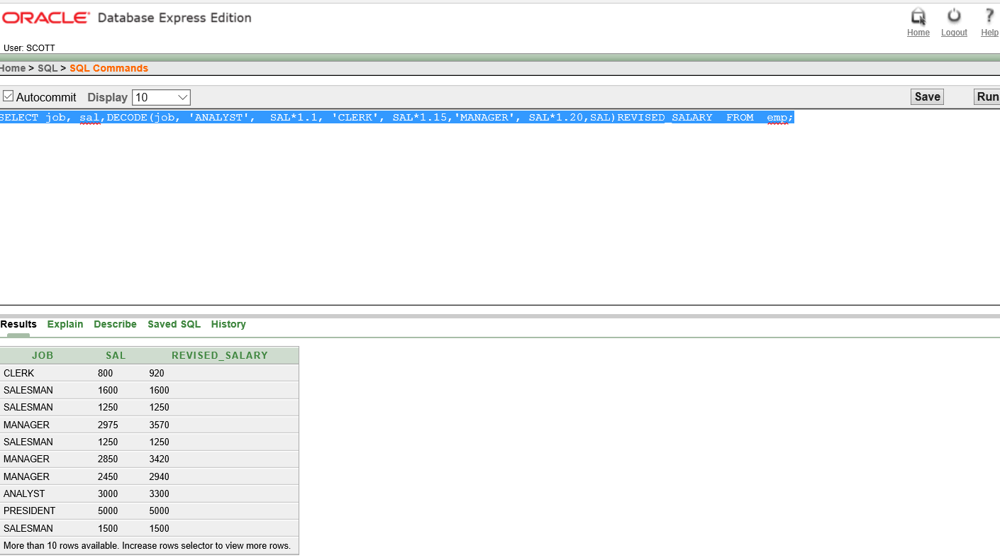 ORACLE Database Express Edition
Home Logout Help
User: SCOTT
Home > SQL > SQL Commands
Autocommit Display 10 Save Run
SELECT job, sal,DECODE(job, 'ANALYST',  SAL*1.1, 'CLERK', SAL*1.15,'MANAGER', SAL*1.20,SAL)REVISED_SALARY  FROM  emp;
Results Explain Describe Saved SQL History
JOB SAL REVISED_SALARY
CLERK 800 920
SALESMAN 1600 1600
SALESMAN 1250 1250
MANAGER 2975 3570
SALESMAN 1250 1250
MANAGER 2850 3420
MANAGER 2450 2940
ANALYST 3000 3300
PRESIDENT 5000 5000
SALESMAN 1500 1500
More than 10 rows available. Increase rows selector to view more rows.